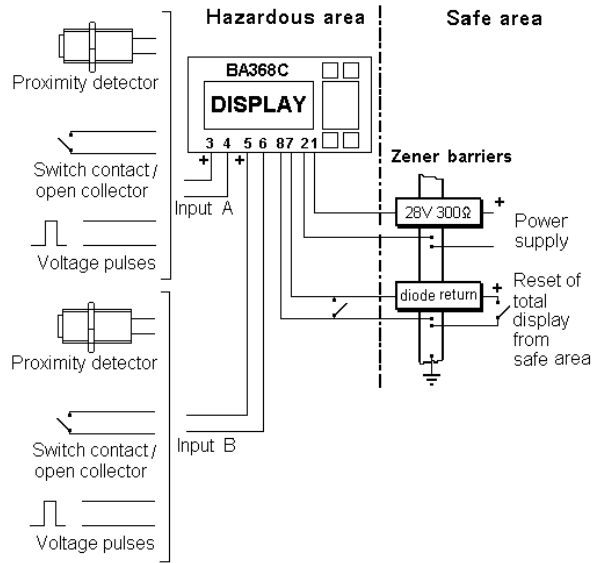 Hazardous area
Safe area
Proximity detector
BA368C
DISPLAY
3 4 5 6 87 21
+ +
Switch contact/
open collector
Input A
Voltage pulses
Zener barriers
28V 300Ω
+
Power
supply
diode return
+
Reset of
total
display
from
safe area
Proximity detector
Switch contact/
open collector
Input B
Voltage pulses